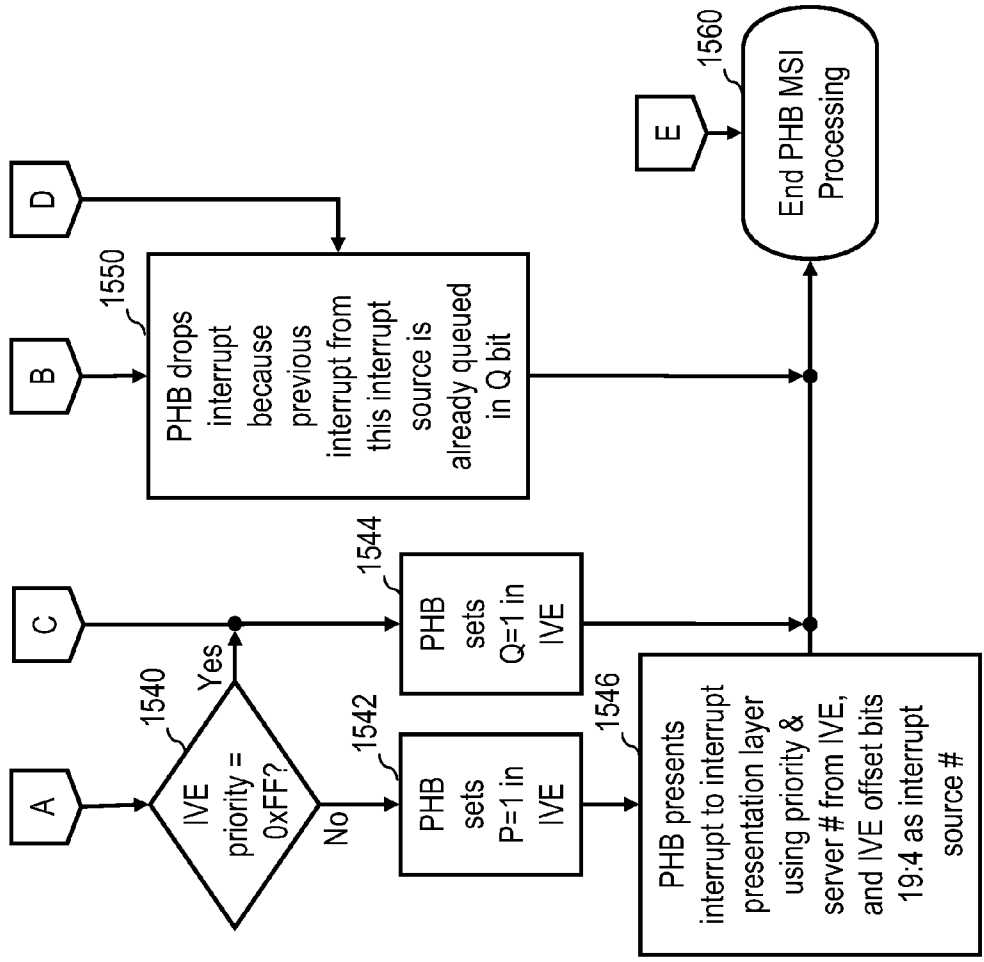 A
C
B
D
IVE
priority =
0xFF?
1540
Yes
No
PHB
sets
P=1 in
IVE
1542
PHB
sets
Q=1 in
IVE
1544
PHB presents
interrupt to interrupt
presentation layer
using priority &
server # from IVE,
and IVE offset bits
19:4 as interrupt
source #
1546
PHB drops
interrupt
because
previous
interrupt from
this interrupt
source is
already queued
in Q bit
1550
E
End PHB MSI
Processing
1560